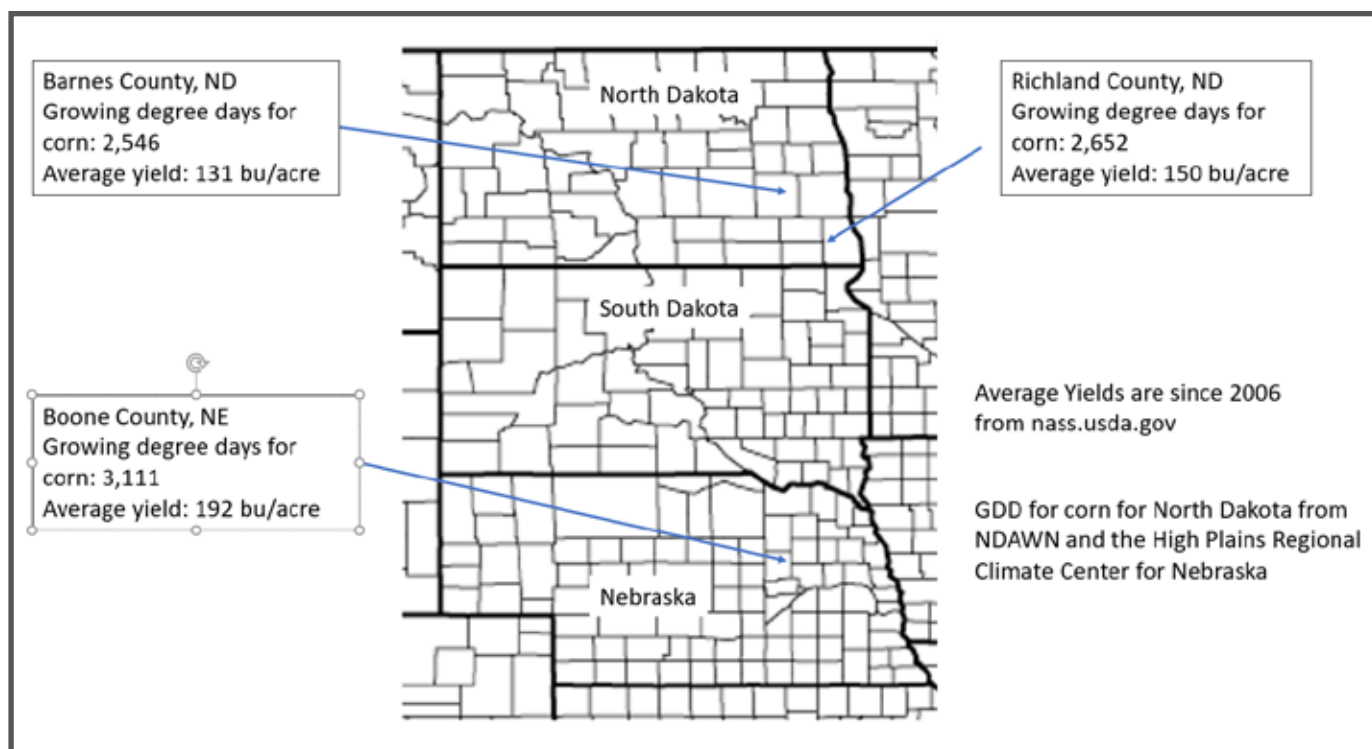 Barnes County, ND
Growing degree days for
corn: 2,546
Average yield: 131 bu/acre
North Dakota
Richland County, ND
Growing degree days for
corn: 2,652
Average yield: 150 bu/acre
South Dakota
Boone County, NE
Growing degree days for
corn: 3,111
Average yield: 192 bu/acre
Average Yields are since 2006
from nass.usda.gov
GDD for corn for North Dakota from
NDAWN and the High Plains Regional
Climate Center for Nebraska
Nebraska